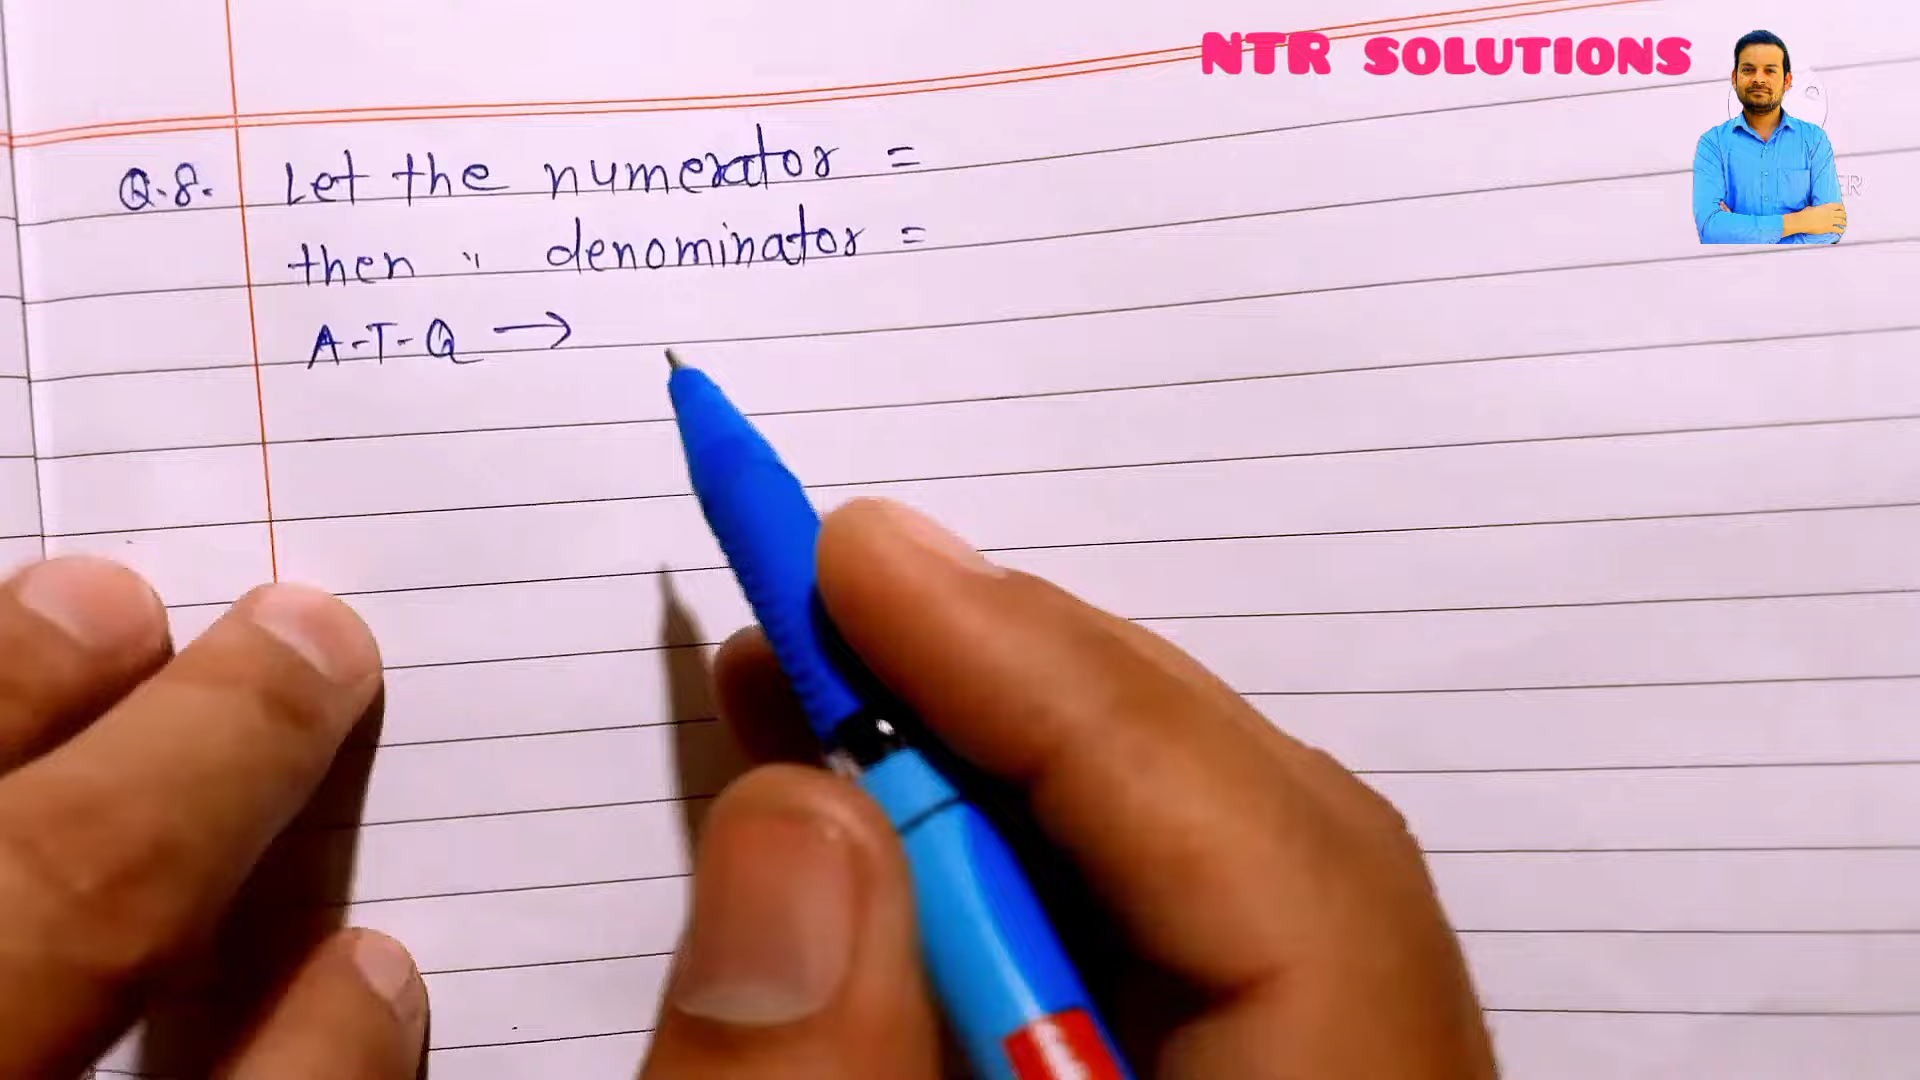 NTR SOLUTIONS
Q.8. Let the numerator =
then " denominator =
A-T-Q →